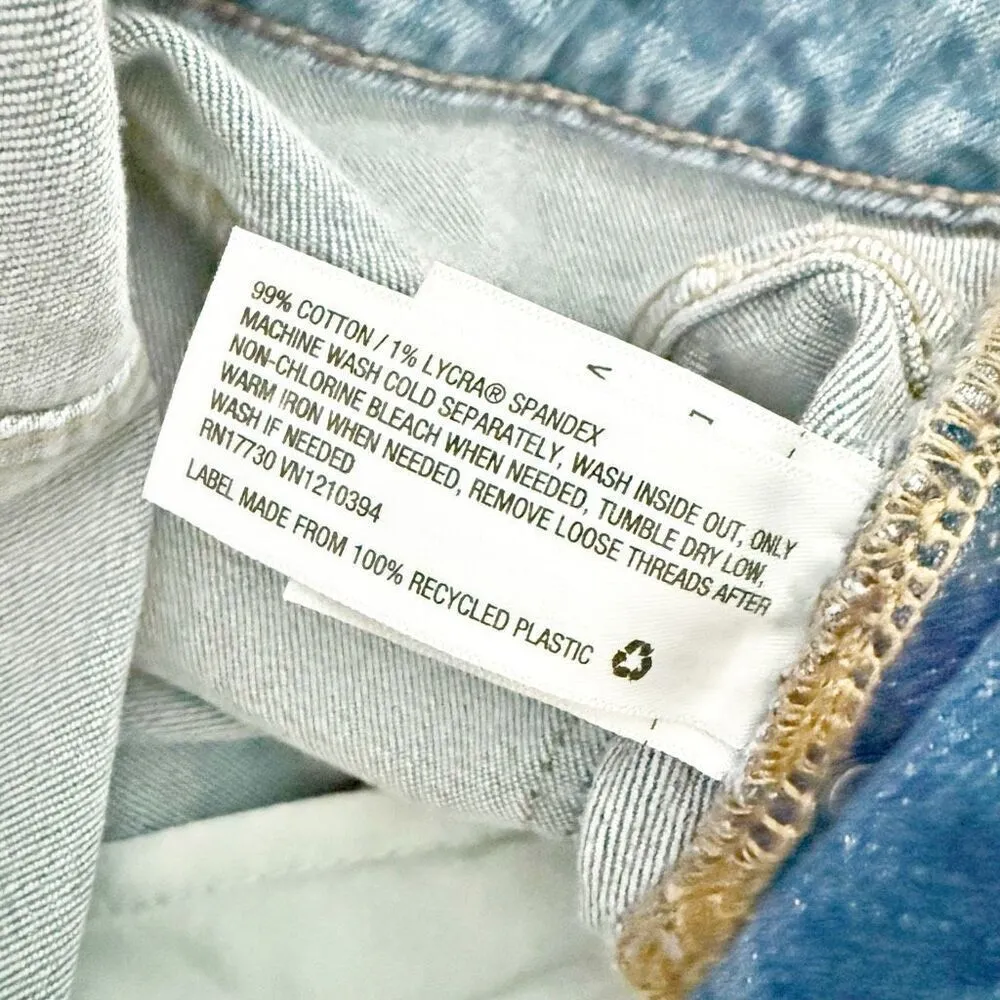 99% COTTON / 1% LYCRA® SPANDEX
MACHINE WASH COLD SEPARATELY, WASH INSIDE OUT, ONLY
NON-CHLORINE BLEACH WHEN NEEDED, TUMBLE DRY LOW,
WARM IRON WHEN NEEDED, REMOVE LOOSE THREADS AFTER
WASH IF NEEDED
RN17730 VN1210394
LABEL MADE FROM 100% RECYCLED PLASTIC